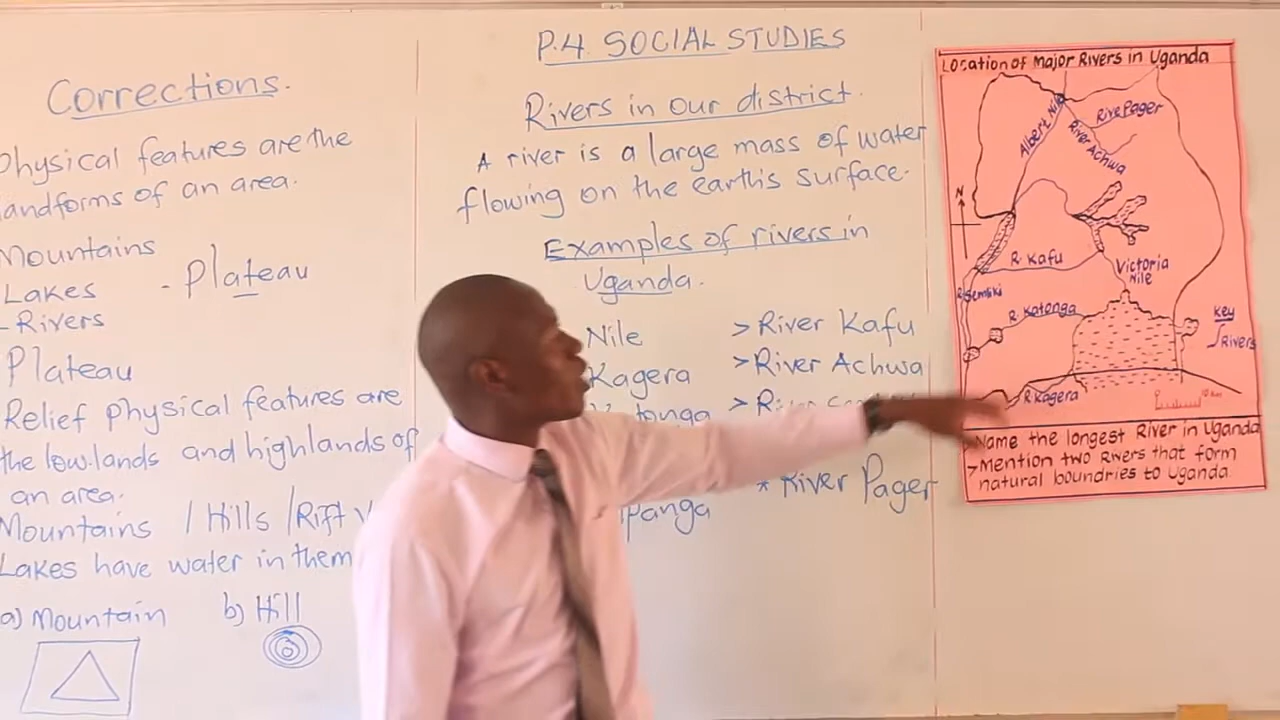 Corrections.
Physical features are the
landforms of an area.
Mountains
Lakes
- Plateau
- Rivers
Plateau
Relief physical features are
the low.lands and highlands of
an area.
Mountains / Hills / Rift
Lakes have water in them
a) Mountain b) Hill
P.4 SOCIAL STUDIES
Rivers in our district.
A river is a large mass of water
flowing on the earth's surface.
Examples of rivers in
Uganda.
Nile
Kagera
> River Kafu
> River Achwa
> River
* River Pager
Location of Major Rivers in Uganda
Albert Nile
River Achwa
Rive Pager
N
R. Kafu
Victoria
Nile
R. Semliki
R. Katonga
Key
Rivers
R. Kagera
Name the longest River in Uganda
> Mention two Rivers that form
natural boundries to Uganda.